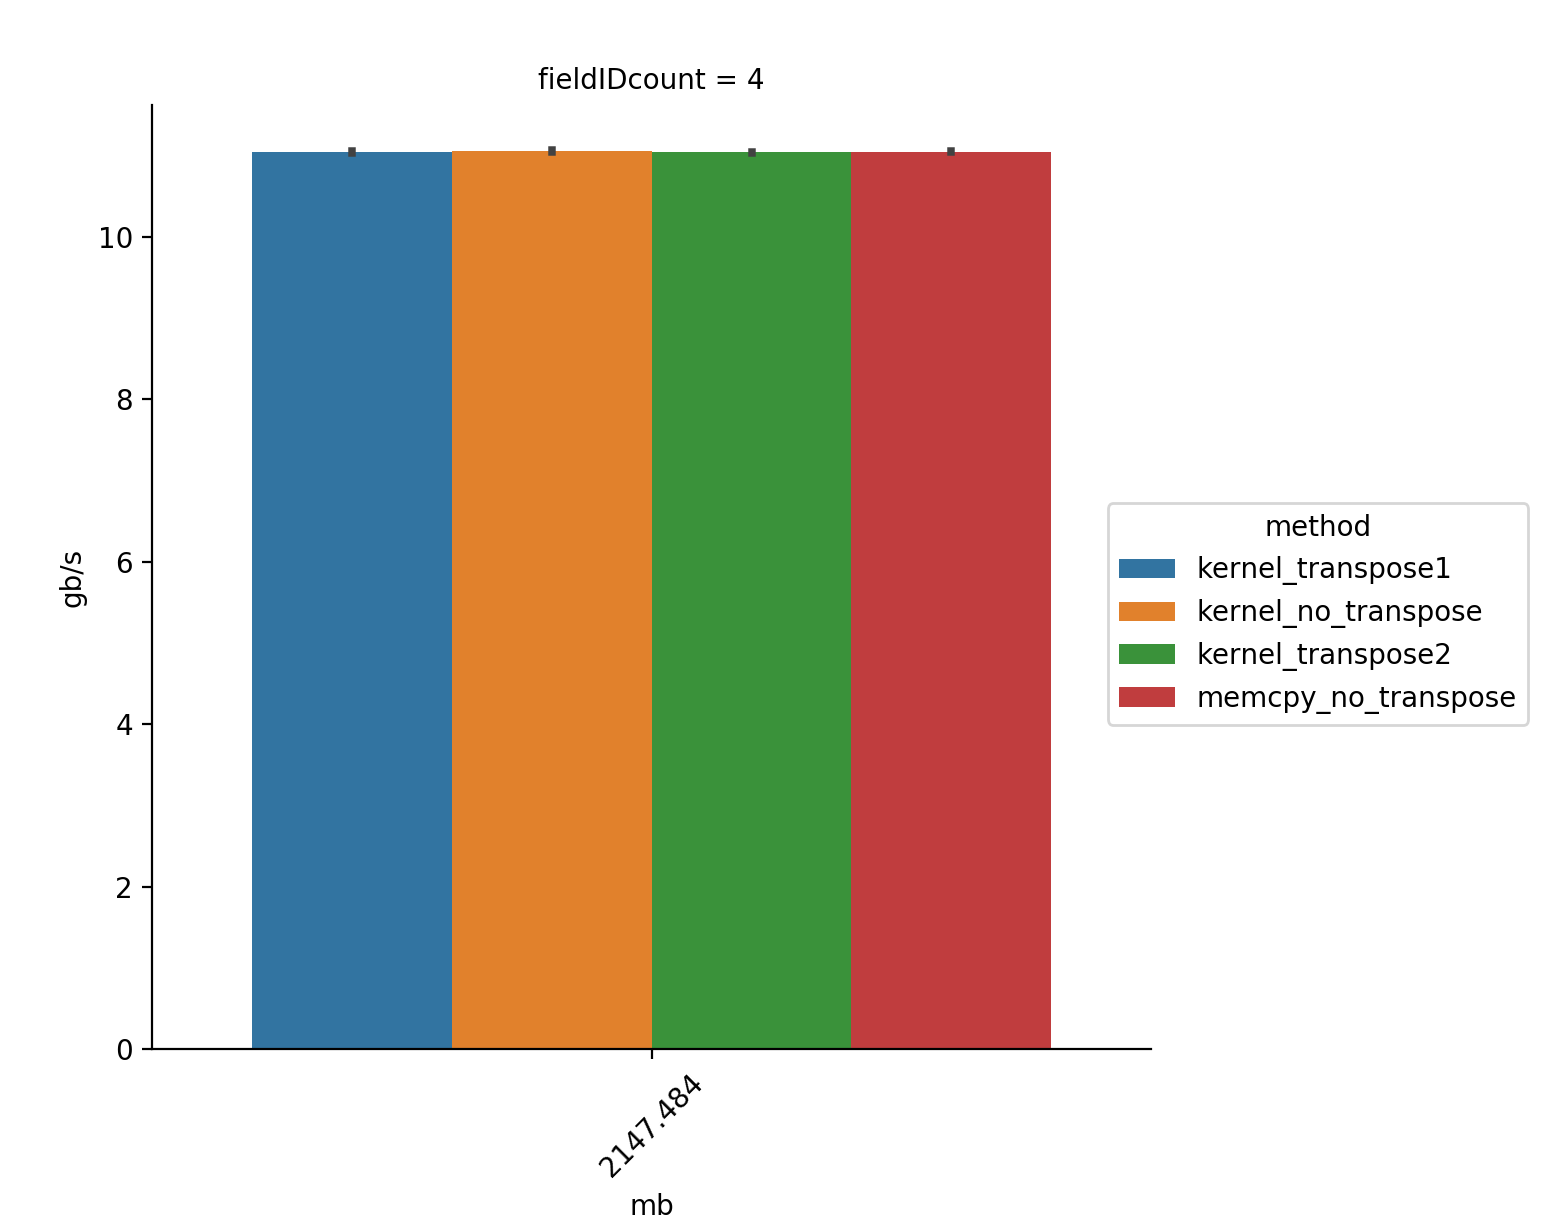 fieldIDcount = 4
10
8
6
4
2
0
gb/s
2147.484
mb
method
kernel_transpose1
kernel_no_transpose
kernel_transpose2
memcpy_no_transpose